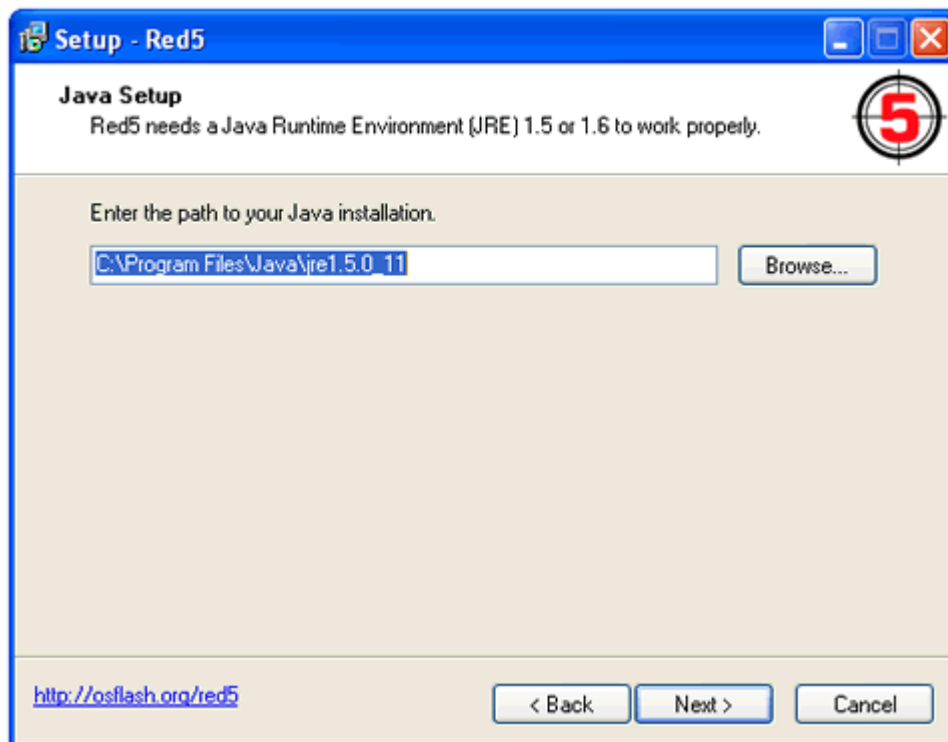 Setup - Red5
Java Setup
Red5 needs a Java Runtime Environment (JRE) 1.5 or 1.6 to work properly.
5
Enter the path to your Java installation.
C:\Program Files\Java\jre1.5.0_11
Browse...
http://osflash.org/red5
< Back
Next >
Cancel